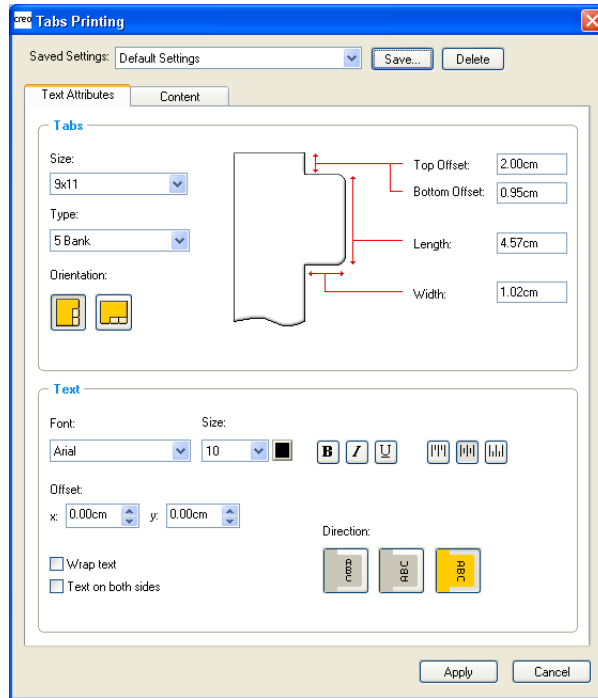 creo Tabs Printing
Saved Settings: Default Settings Save... Delete
Text Attributes Content
Tabs
Size:
9x11
Type:
5 Bank
Orientation:
Top Offset: 2.00cm
Bottom Offset: 0.95cm
Length: 4.57cm
Width: 1.02cm
Text
Font: Size:
Arial 10 B I U
Offset:
x: 0.00cm y: 0.00cm
Direction:
Wrap text
Text on both sides
ABC ABC ABC
Apply Cancel